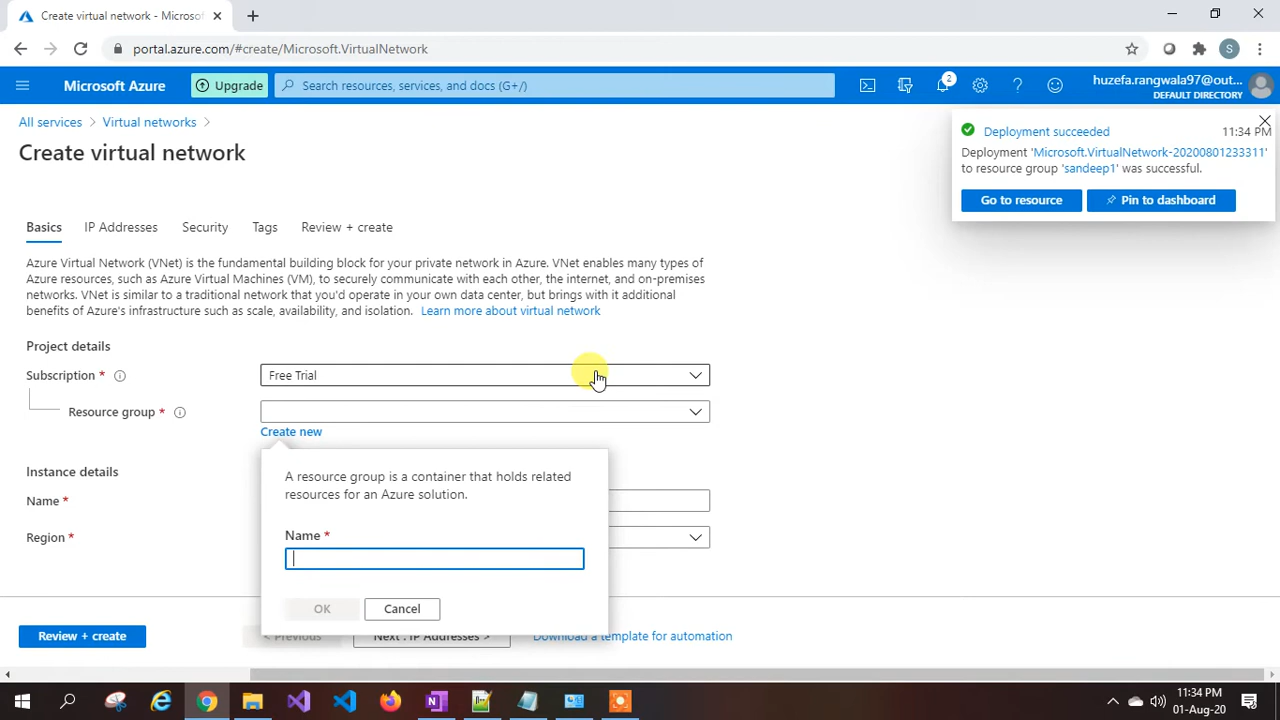 Create virtual network - Microsof
portal.azure.com/#create/Microsoft.VirtualNetwork
S
Microsoft Azure
Upgrade
Search resources, services, and docs (G+/)
2
huzefa.rangwala97@out...
DEFAULT DIRECTORY
All services > Virtual networks >
Create virtual network
Deployment succeeded 11:34 PM
Deployment 'Microsoft.VirtualNetwork-20200801233311'
to resource group 'sandeep1' was successful.
Go to resource
Pin to dashboard
Basics
IP Addresses
Security
Tags
Review + create
Azure Virtual Network (VNet) is the fundamental building block for your private network in Azure. VNet enables many types
of Azure resources, such as Azure Virtual Machines (VM), to securely communicate with each other, the internet, and on-premises
networks. VNet is similar to a traditional network that you'd operate in your own data center, but brings with it additional
benefits of Azure's infrastructure such as scale, availability, and isolation. Learn more about virtual network
Project details
Subscription *
Free Trial
Resource group *
Create new
A resource group is a container that holds related
resources for an Azure solution.
Name *
OK
Cancel
Instance details
Name *
Region *
Review + create
< Previous
Next : IP Addresses >
Download a template for automation
11:34 PM
01-Aug-20